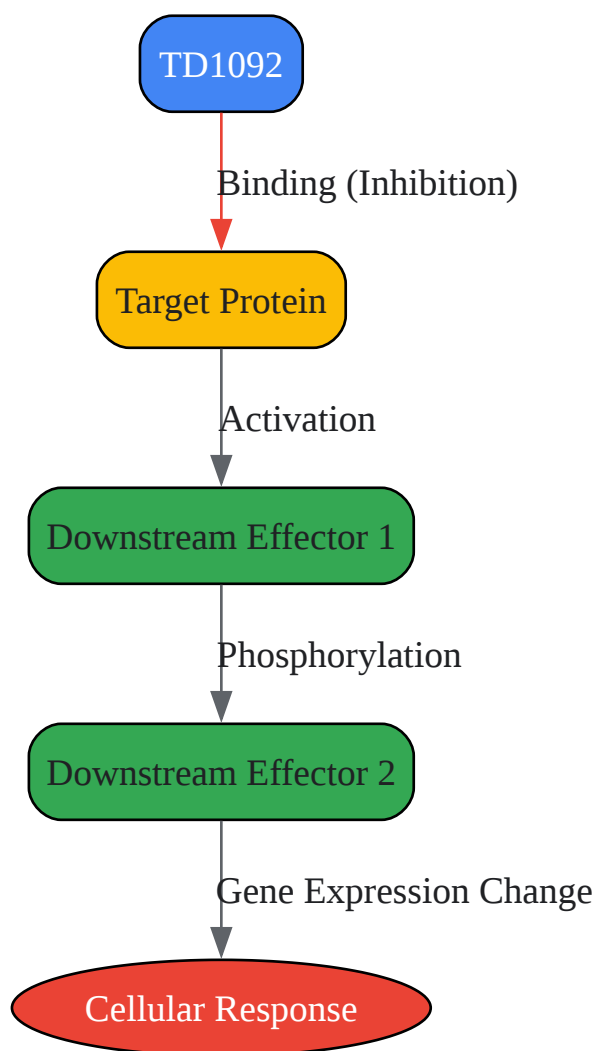 TD1092
Binding (Inhibition)
Target Protein
Activation
Downstream Effector 1
Phosphorylation
Downstream Effector 2
Gene Expression Change
Cellular Response